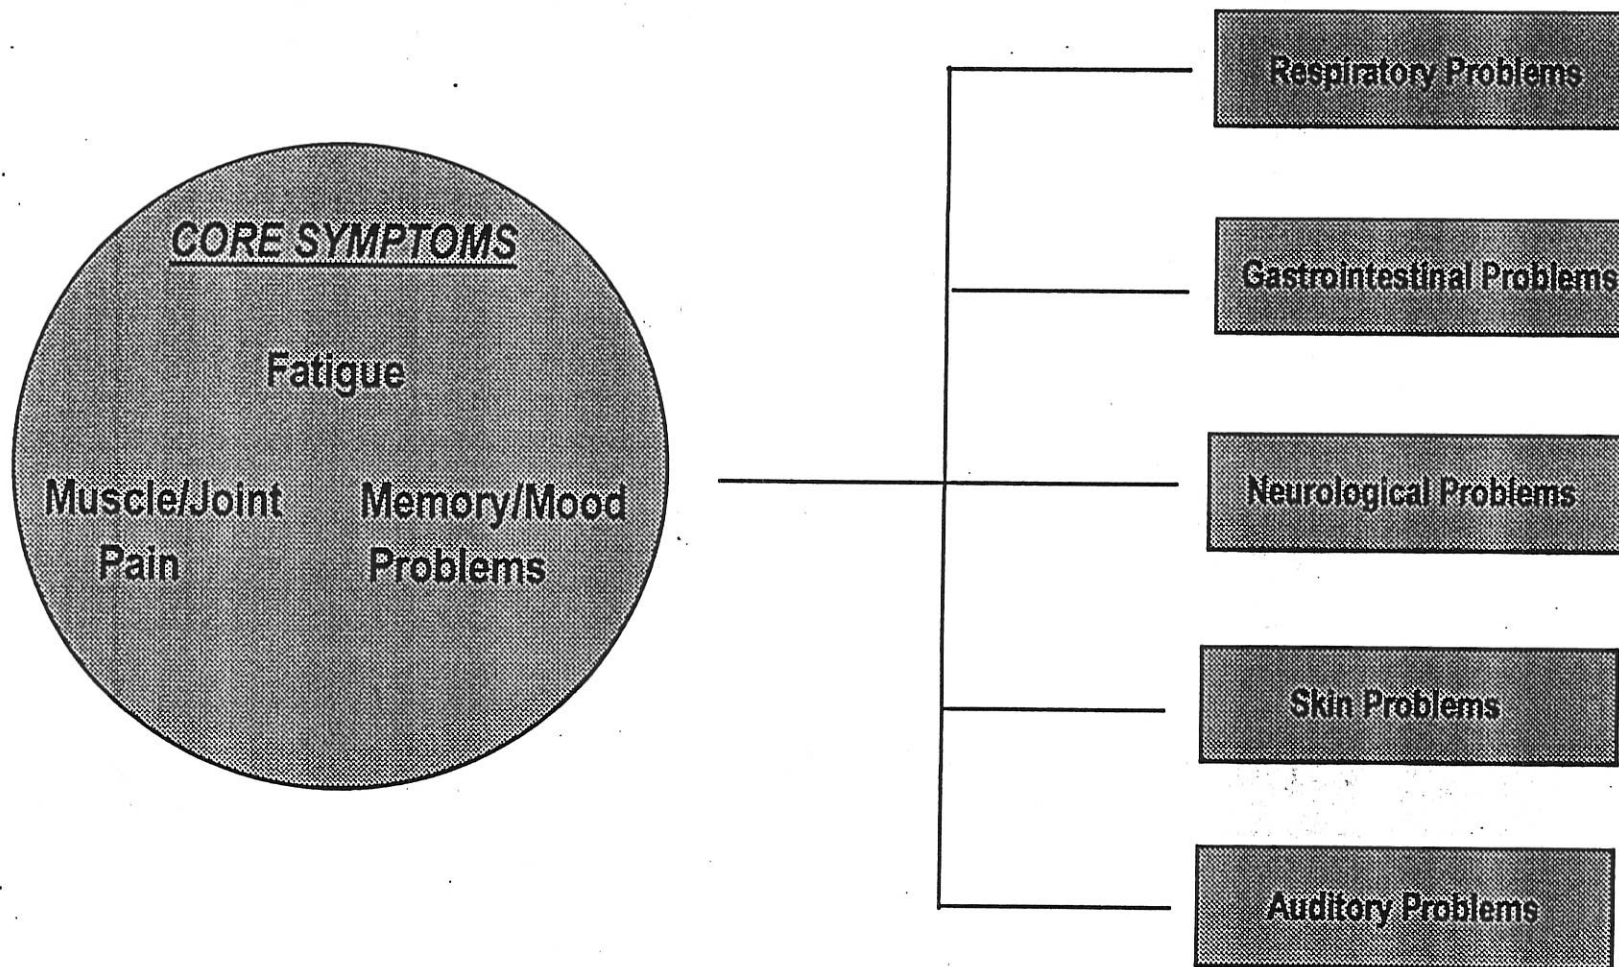 CORE SYMPTOMS
Fatigue
Muscle/Joint
Pain
Memory/Mood
Problems
Respiratory Problems
Gastrointestinal Problems
Neurological Problems
Skin Problems
Auditory Problems